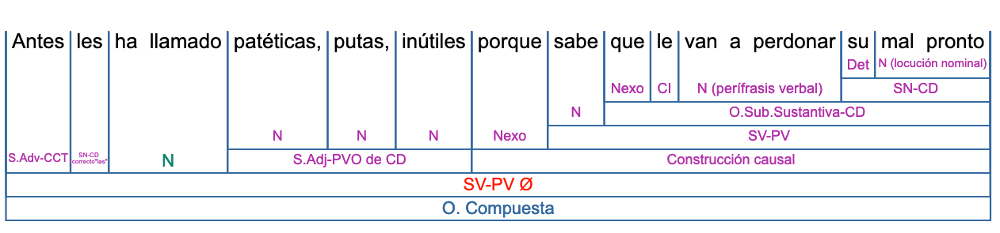 Antes les ha llamado patéticas, putas, inútiles porque sabe que le van a perdonar su mal pronto
Det N (locución nominal)
Nexo CI N (perífrasis verbal) SN-CD
N O.Sub.Sustantiva-CD
N N N Nexo SV-PV
S.Adv-CCT SN-CD correcto"las" N S.Adj-PVO de CD Construcción causal
SV-PV Ø
O. Compuesta